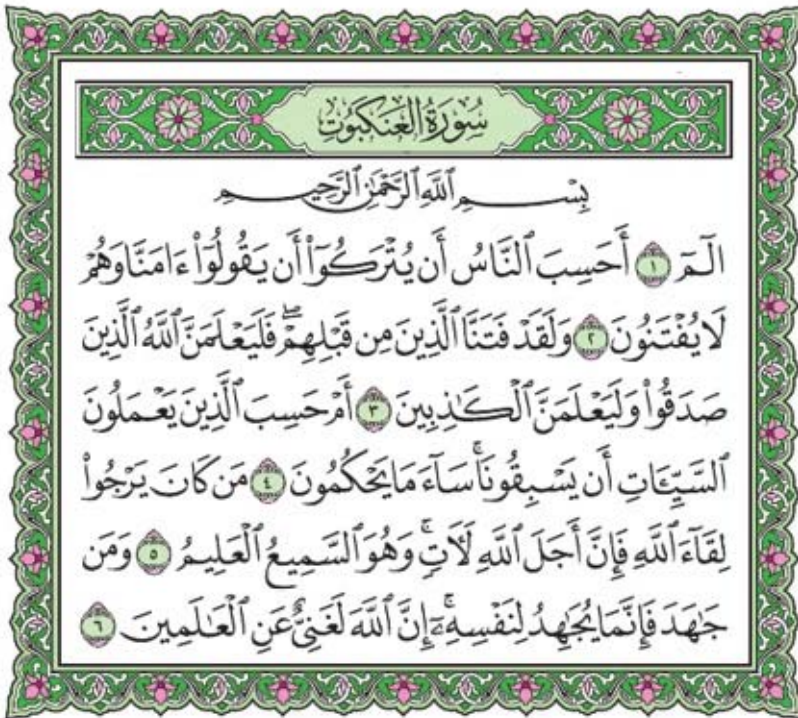 سُورَةُ الْعَنكَبُوتِ
بِسْمِ ٱللَّهِ ٱلرَّحْمَٰنِ ٱلرَّحِيمِ
الٓمٓ ١ أَحَسِبَ ٱلنَّاسُ أَن يُتْرَكُوٓا۟ أَن يَقُولُوٓا۟ ءَامَنَّا وَهُمْ
لَا يُفْتَنُونَ ٢ وَلَقَدْ فَتَنَّا ٱلَّذِينَ مِن قَبْلِهِمْ ۖ فَلَيَعْلَمَنَّ ٱللَّهُ ٱلَّذِينَ
صَدَقُوا۟ وَلَيَعْلَمَنَّ ٱلْكَٰذِبِينَ ٣ أَمْ حَسِبَ ٱلَّذِينَ يَعْمَلُونَ
ٱلسَّيِّـَٔاتِ أَن يَسْبِقُونَا ۚ سَآءَ مَا يَحْكُمُونَ ٤ مَن كَانَ يَرْجُوا۟
لِقَآءَ ٱللَّهِ فَإِنَّ أَجَلَ ٱللَّهِ لَـَٔاتٍ ۚ وَهُوَ ٱلسَّمِيعُ ٱلْعَلِيمُ ٥ وَمَن
جَٰهَدَ فَإِنَّمَا يُجَٰهِدُ لِنَفْسِهِۦٓ ۚ إِنَّ ٱللَّهَ لَغَنِىٌّ عَنِ ٱلْعَٰلَمِينَ ٦